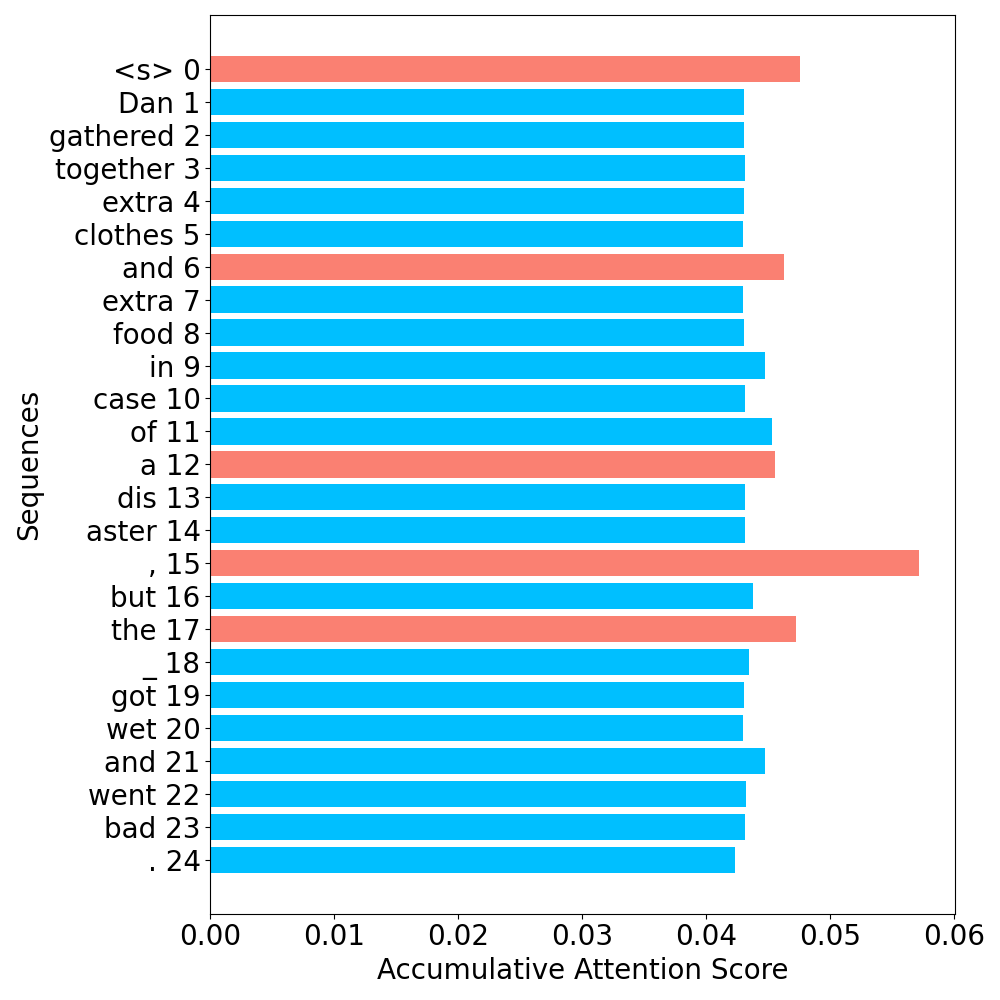 <s> 0
Dan 1
gathered 2
together 3
extra 4
clothes 5
and 6
extra 7
food 8
in 9
case 10
of 11
a 12
dis 13
aster 14
, 15
but 16
the 17
_ 18
got 19
wet 20
and 21
went 22
bad 23
. 24
Sequences
0.00 0.01 0.02 0.03 0.04 0.05 0.06
Accumulative Attention Score